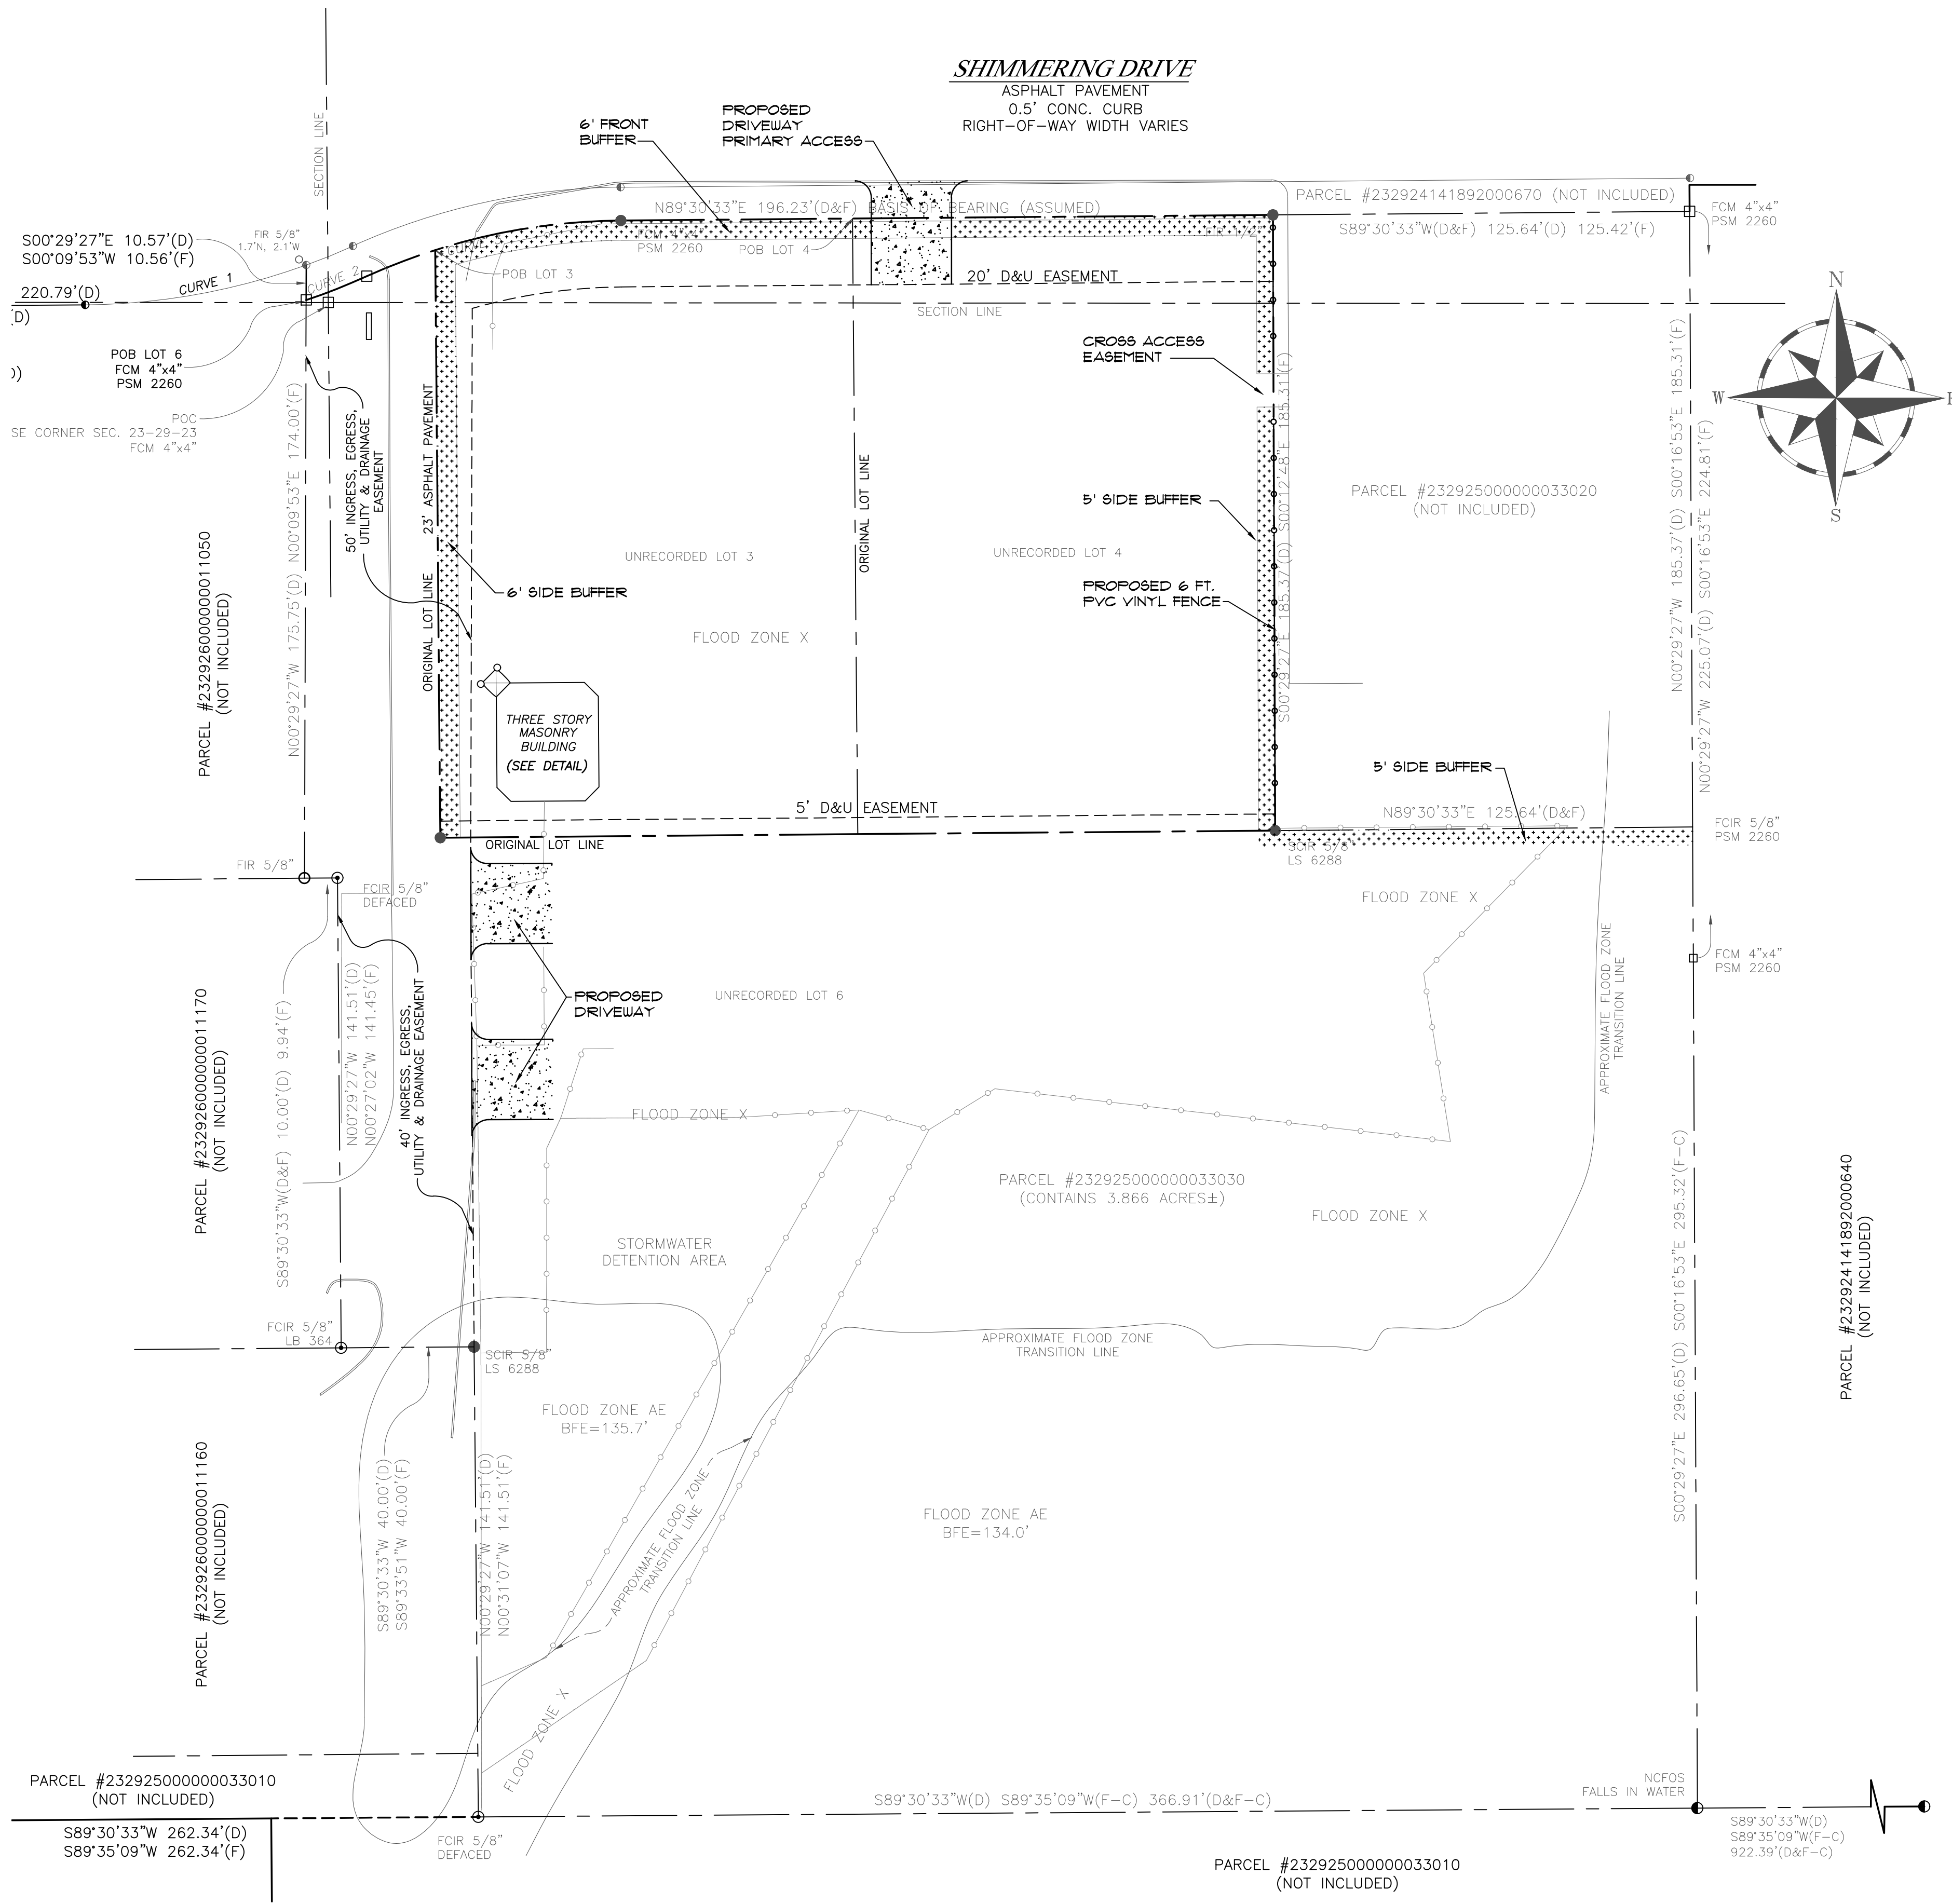 SHIMMERING DRIVE
ASPHALT PAVEMENT
0.5' CONC. CURB
RIGHT-OF-WAY WIDTH VARIES
6' FRONT
BUFFER
PROPOSED
DRIVEWAY
PRIMARY ACCESS
SECTION LINE
PARCEL #232924141892000670 (NOT INCLUDED)
N89°30'33"E 196.23'(D&F) BASIS OF BEARING (ASSUMED)
S89°30'33"W(D&F) 125.64'(D) 125.42'(F)
FCM 4"x4"
PSM 2260
FCM 4"x4"
PSM 2260
POB LOT 4
FIR 1/2"
FIR 5/8"
1.7'N, 2.1'W
S00°29'27"E 10.57'(D)
S00°09'53"W 10.56'(F)
220.79'(D)
D)
CURVE 1
CURVE 2
POB LOT 3
20' D&U EASEMENT
SECTION LINE
POB LOT 6
FCM 4"x4"
PSM 2260
POC
SE CORNER SEC. 23-29-23
FCM 4"x4"
CROSS ACCESS
EASEMENT
N
W
S
N00°29'27"W 175.75'(D) N00°09'53"E 174.00'(F)
50' INGRESS, EGRESS,
UTILITY & DRAINAGE
EASEMENT
23' ASPHALT PAVEMENT
ORIGINAL LOT LINE
ORIGINAL LOT LINE
S00°29'27"E 185.37'(D) S00°12'48"E 185.31'(F)
N00°29'27"W 185.37'(D) S00°16'53"E 185.31'(F)
N00°29'27"W 225.07'(D) S00°16'53"E 224.81'(F)
PARCEL #232925000000033020
(NOT INCLUDED)
5' SIDE BUFFER
UNRECORDED LOT 3
UNRECORDED LOT 4
6' SIDE BUFFER
PROPOSED 6 FT.
PVC VINYL FENCE
FLOOD ZONE X
PARCEL #232926000000011050
(NOT INCLUDED)
THREE STORY
MASONRY
BUILDING
(SEE DETAIL)
5' SIDE BUFFER
5' D&U EASEMENT
N89°30'33"E 125.64'(D&F)
FCIR 5/8"
PSM 2260
ORIGINAL LOT LINE
SCIR 5/8"
LS 6288
FIR 5/8"
FCIR 5/8"
DEFACED
FLOOD ZONE X
APPROXIMATE FLOOD ZONE
TRANSITION LINE
FCM 4"x4"
PSM 2260
PROPOSED
DRIVEWAY
UNRECORDED LOT 6
PARCEL #232926000000011170
(NOT INCLUDED)
S89°30'33"W(D&F) 10.00'(D) 9.94'(F)
N00°29'27"W 141.51'(D)
N00°27'02"W 141.45'(F)
40' INGRESS, EGRESS,
UTILITY & DRAINAGE EASEMENT
FLOOD ZONE X
PARCEL #232925000000033030
(CONTAINS 3.866 ACRES±)
FLOOD ZONE X
STORMWATER
DETENTION AREA
S00°29'27"E 296.65'(D) S00°16'53"E 295.32'(F-C)
PARCEL #232924141892000640
(NOT INCLUDED)
FCIR 5/8"
LB 364
SCIR 5/8"
LS 6288
APPROXIMATE FLOOD ZONE
TRANSITION LINE
FLOOD ZONE AE
BFE=135.7'
S89°30'33"W 40.00'(D)
S89°33'51"W 40.00'(F)
N00°29'27"W 141.51'(D)
N00°31'07"W 141.51'(F)
APPROXIMATE FLOOD ZONE
TRANSITION LINE
FLOOD ZONE AE
BFE=134.0'
PARCEL #232926000000011160
(NOT INCLUDED)
FLOOD ZONE X
PARCEL #232925000000033010
(NOT INCLUDED)
S89°30'33"W(D) S89°35'09"W(F-C) 366.91'(D&F-C)
NCFOS
FALLS IN WATER
S89°30'33"W 262.34'(D)
S89°35'09"W 262.34'(F)
FCIR 5/8"
DEFACED
S89°30'33"W(D)
S89°35'09"W(F-C)
922.39'(D&F-C)
PARCEL #232925000000033010
(NOT INCLUDED)